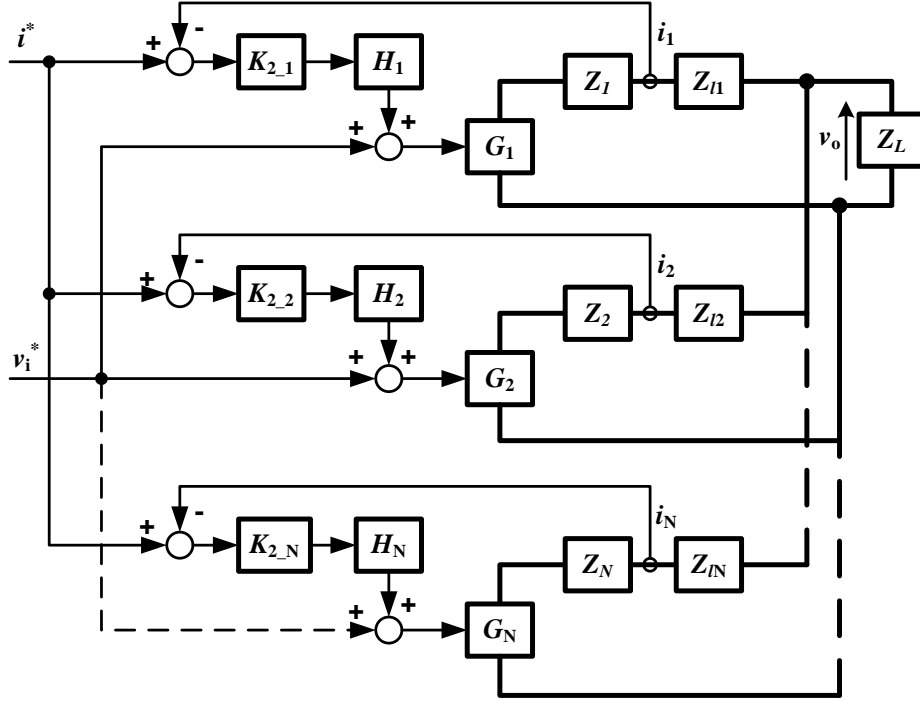 i* + - K2_1 H1 i1 Z1 Zl1
+ + G1 vo ZL
+ - K2_2 H2 i2 Z2 Zl2
vi* + + G2
+ - K2_N HN iN ZN ZlN
+ + GN